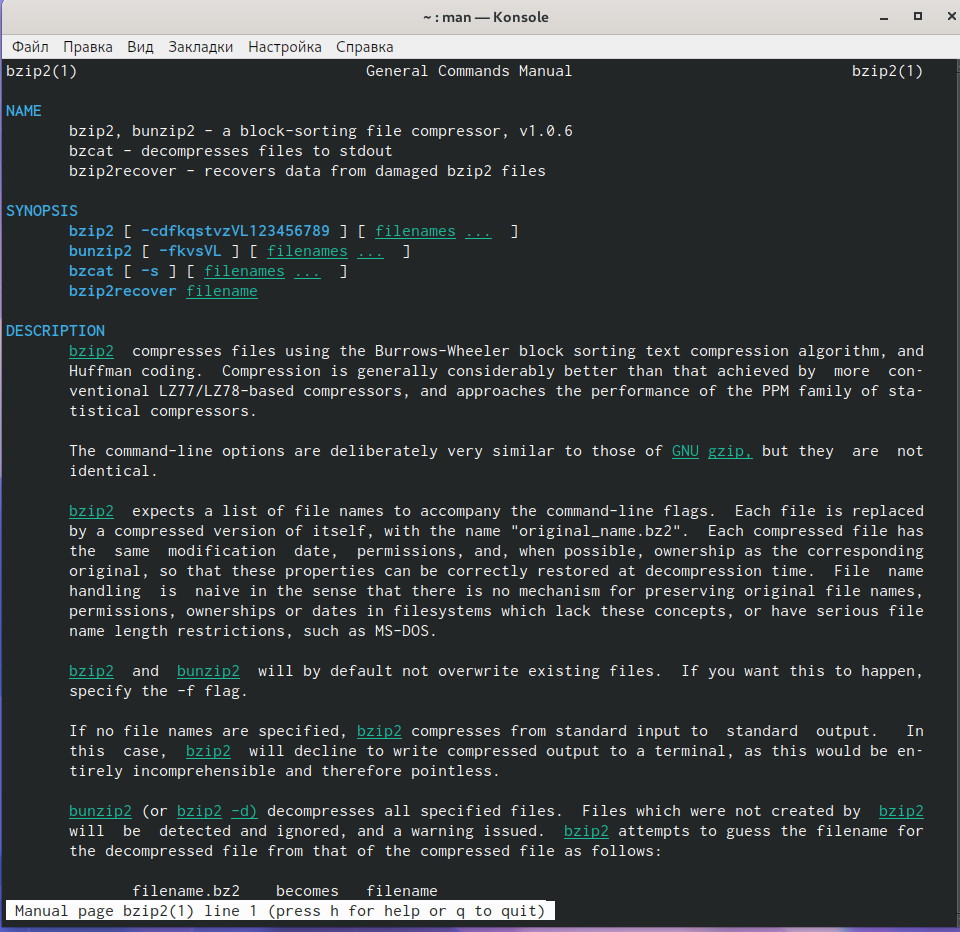 ~ : man — Konsole
Файл Правка Вид Закладки Настройка Справка
bzip2(1) General Commands Manual bzip2(1)
NAME
bzip2, bunzip2 - a block-sorting file compressor, v1.0.6
bzcat - decompresses files to stdout
bzip2recover - recovers data from damaged bzip2 files
SYNOPSIS
bzip2 [ -cdfkqstvzVL123456789 ] [ filenames ... ]
bunzip2 [ -fkvsVL ] [ filenames ... ]
bzcat [ -s ] [ filenames ... ]
bzip2recover filename
DESCRIPTION
bzip2 compresses files using the Burrows-Wheeler block sorting text compression algorithm, and
Huffman coding. Compression is generally considerably better than that achieved by more con-
ventional LZ77/LZ78-based compressors, and approaches the performance of the PPM family of sta-
tistical compressors.
The command-line options are deliberately very similar to those of GNU gzip, but they are not
identical.
bzip2 expects a list of file names to accompany the command-line flags. Each file is replaced
by a compressed version of itself, with the name "original_name.bz2". Each compressed file has
the same modification date, permissions, and, when possible, ownership as the corresponding
original, so that these properties can be correctly restored at decompression time. File name
handling is naive in the sense that there is no mechanism for preserving original file names,
permissions, ownerships or dates in filesystems which lack these concepts, or have serious file
name length restrictions, such as MS-DOS.
bzip2 and bunzip2 will by default not overwrite existing files. If you want this to happen,
specify the -f flag.
If no file names are specified, bzip2 compresses from standard input to standard output. In
this case, bzip2 will decline to write compressed output to a terminal, as this would be en-
tirely incomprehensible and therefore pointless.
bunzip2 (or bzip2 -d) decompresses all specified files. Files which were not created by bzip2
will be detected and ignored, and a warning issued. bzip2 attempts to guess the filename for
the decompressed file from that of the compressed file as follows:
filename.bz2 becomes filename
Manual page bzip2(1) line 1 (press h for help or q to quit)